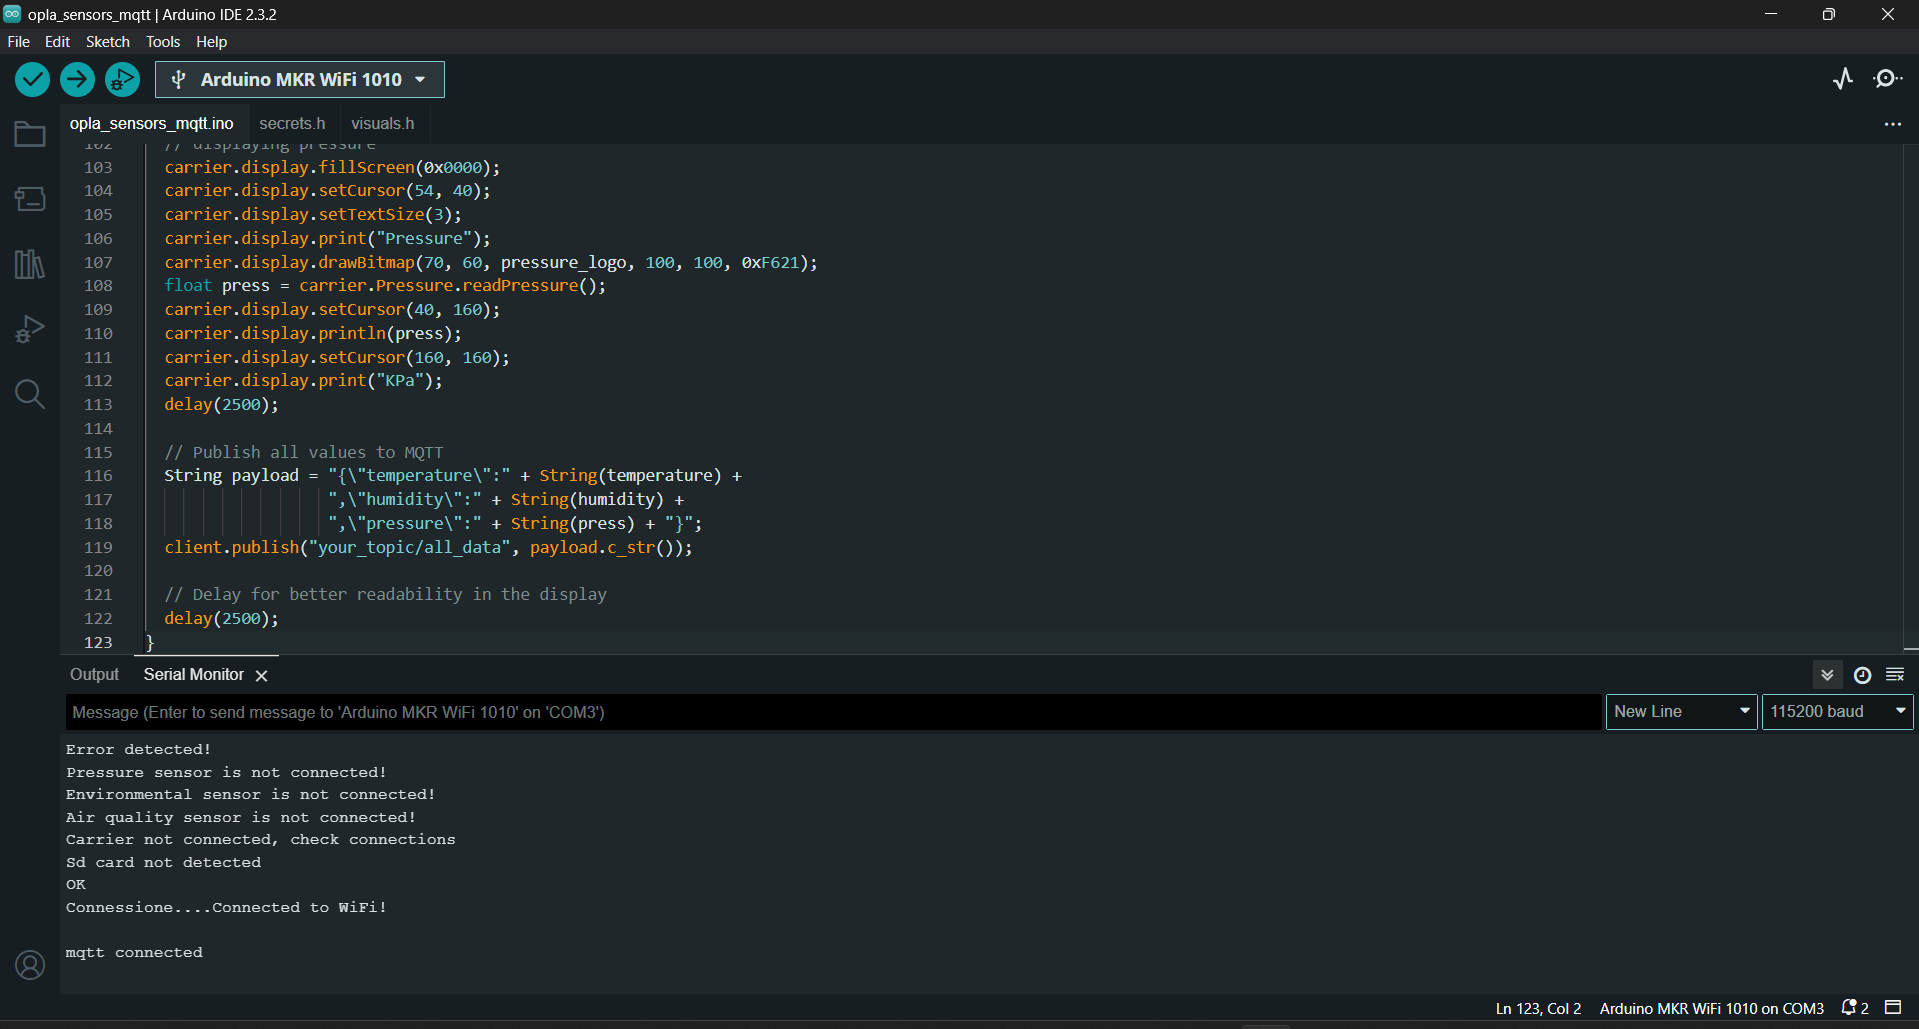 opla_sensors_mqtt | Arduino IDE 2.3.2
File Edit Sketch Tools Help
Arduino MKR WiFi 1010
opla_sensors_mqtt.ino secrets.h visuals.h
102 // displaying pressure
103 carrier.display.fillScreen(0x0000);
104 carrier.display.setCursor(54, 40);
105 carrier.display.setTextSize(3);
106 carrier.display.print("Pressure");
107 carrier.display.drawBitmap(70, 60, pressure_logo, 100, 100, 0xF621);
108 float press = carrier.Pressure.readPressure();
109 carrier.display.setCursor(40, 160);
110 carrier.display.println(press);
111 carrier.display.setCursor(160, 160);
112 carrier.display.print("KPa");
113 delay(2500);
114
115 // Publish all values to MQTT
116 String payload = "{\"temperature\":" + String(temperature) +
117 ",\"humidity\":" + String(humidity) +
118 ",\"pressure\":" + String(press) + "}";
119 client.publish("your_topic/all_data", payload.c_str());
120
121 // Delay for better readability in the display
122 delay(2500);
123 }
Output Serial Monitor
Message (Enter to send message to 'Arduino MKR WiFi 1010' on 'COM3') New Line 115200 baud
Error detected!
Pressure sensor is not connected!
Environmental sensor is not connected!
Air quality sensor is not connected!
Carrier not connected, check connections
Sd card not detected
OK
Connessione....Connected to WiFi!
mqtt connected
Ln 123, Col 2 Arduino MKR WiFi 1010 on COM3 2